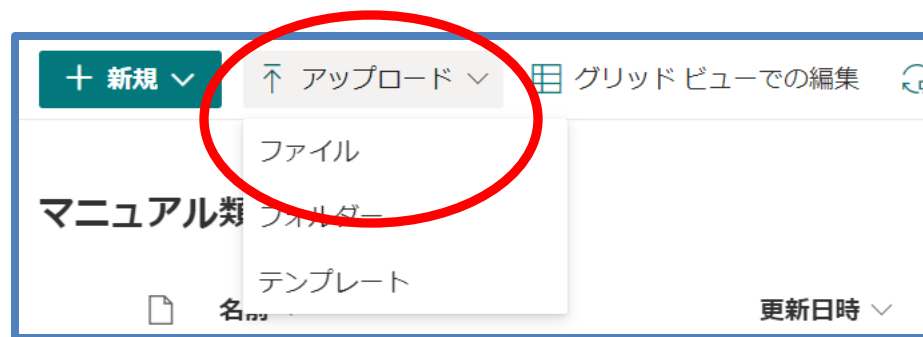 新規 アップロード グリッド ビューでの編集
ファイル
マニュアル類 フォルダー
テンプレート
名前 更新日時